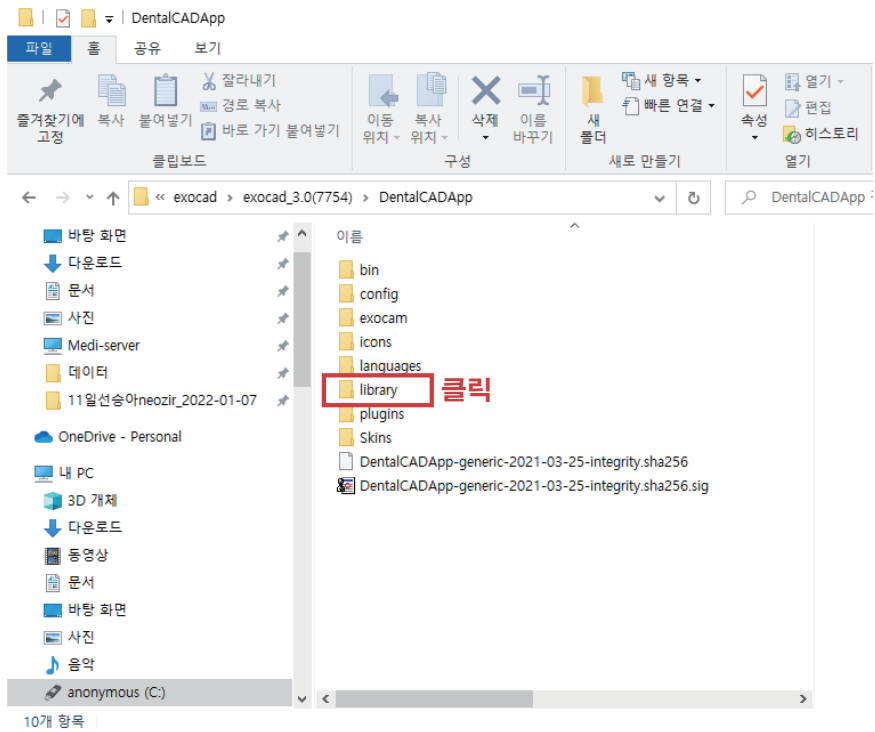 DentalCADApp
파일 홈 공유 보기
즐겨찾기에 고정
복사
붙여넣기
잘라내기
경로 복사
바로 가기 붙여넣기
클립보드
이동 위치
복사 위치
삭제
이름 바꾸기
구성
새 폴더
새 항목
빠른 연결
새로 만들기
속성
열기
편집
히스토리
열기
« exocad › exocad_3.0(7754) › DentalCADApp
DentalCADApp
바탕 화면
다운로드
문서
사진
Medi-server
데이터
11일선승아neozir_2022-01-07
OneDrive - Personal
내 PC
3D 개체
다운로드
동영상
문서
바탕 화면
사진
음악
anonymous (C:)
이름
bin
config
exocam
icons
languages
library 클릭
plugins
Skins
DentalCADApp-generic-2021-03-25-integrity.sha256
DentalCADApp-generic-2021-03-25-integrity.sha256.sig
10개 항목